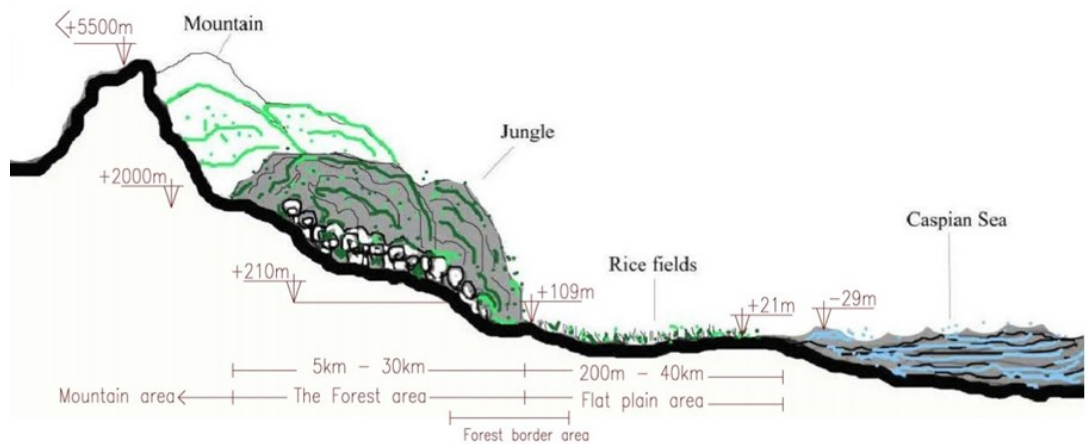 +5500m
Mountain
Jungle
+2000m
Caspian Sea
Rice fields
+210m
+109m
+21m
-29m
5km - 30km
200m - 40km
Mountain area
The Forest area
Flat plain area
Forest border area